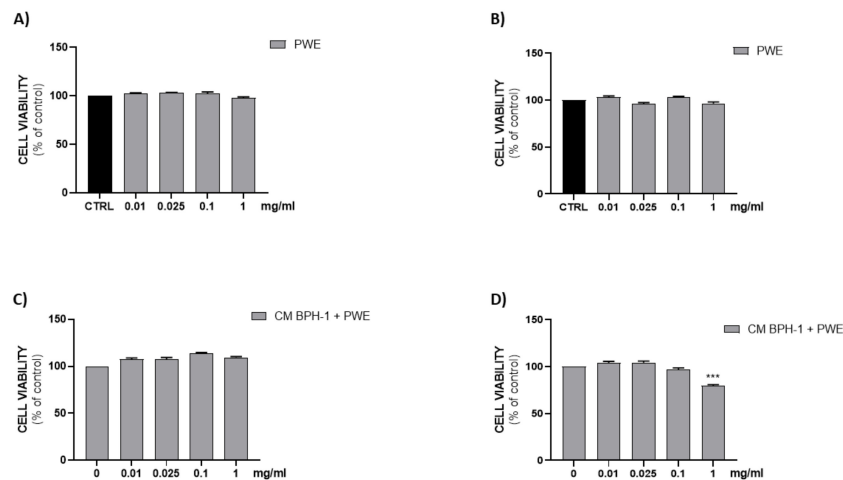 A)
PWE
CELL VIABILITY
(% of control)
150
100
50
0
CTRL 0.01 0.025 0.1 1 mg/ml
B)
PWE
CELL VIABILITY
(% of control)
150
100
50
0
CTRL 0.01 0.025 0.1 1 mg/ml
C)
CM BPH-1 + PWE
CELL VIABILITY
(% of control)
150
100
50
0
0 0.01 0.025 0.1 1 mg/ml
D)
CM BPH-1 + PWE
CELL VIABILITY
(% of control)
150
100
50
0
***
0 0.01 0.025 0.1 1 mg/ml